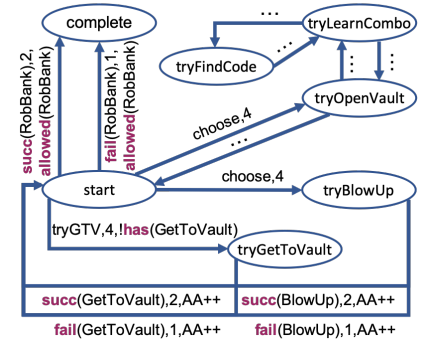 complete
...
tryLearnCombo
...
tryFindCode
...
...
tryOpenVault
succ(RobBank),2,
allowed(RobBank)
fail(RobBank),1,
allowed(RobBank)
choose,4
...
start
choose,4
tryBlowUp
tryGTV,4,!has(GetToVault)
tryGetToVault
succ(GetToVault),2,AA++
succ(BlowUp),2,AA++
fail(GetToVault),1,AA++
fail(BlowUp),1,AA++